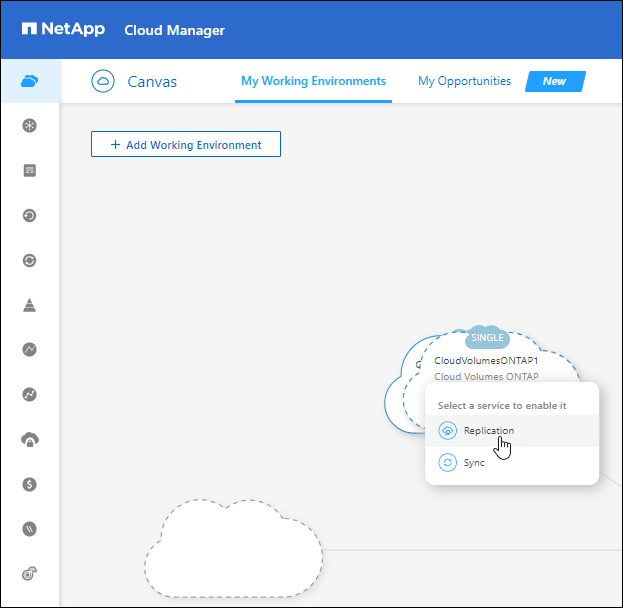 NetApp Cloud Manager
Canvas My Working Environments My Opportunities New
+ Add Working Environment
SINGLE
CloudVolumesONTAP1
Cloud Volumes ONTAP
Select a service to enable it
Replication
Sync